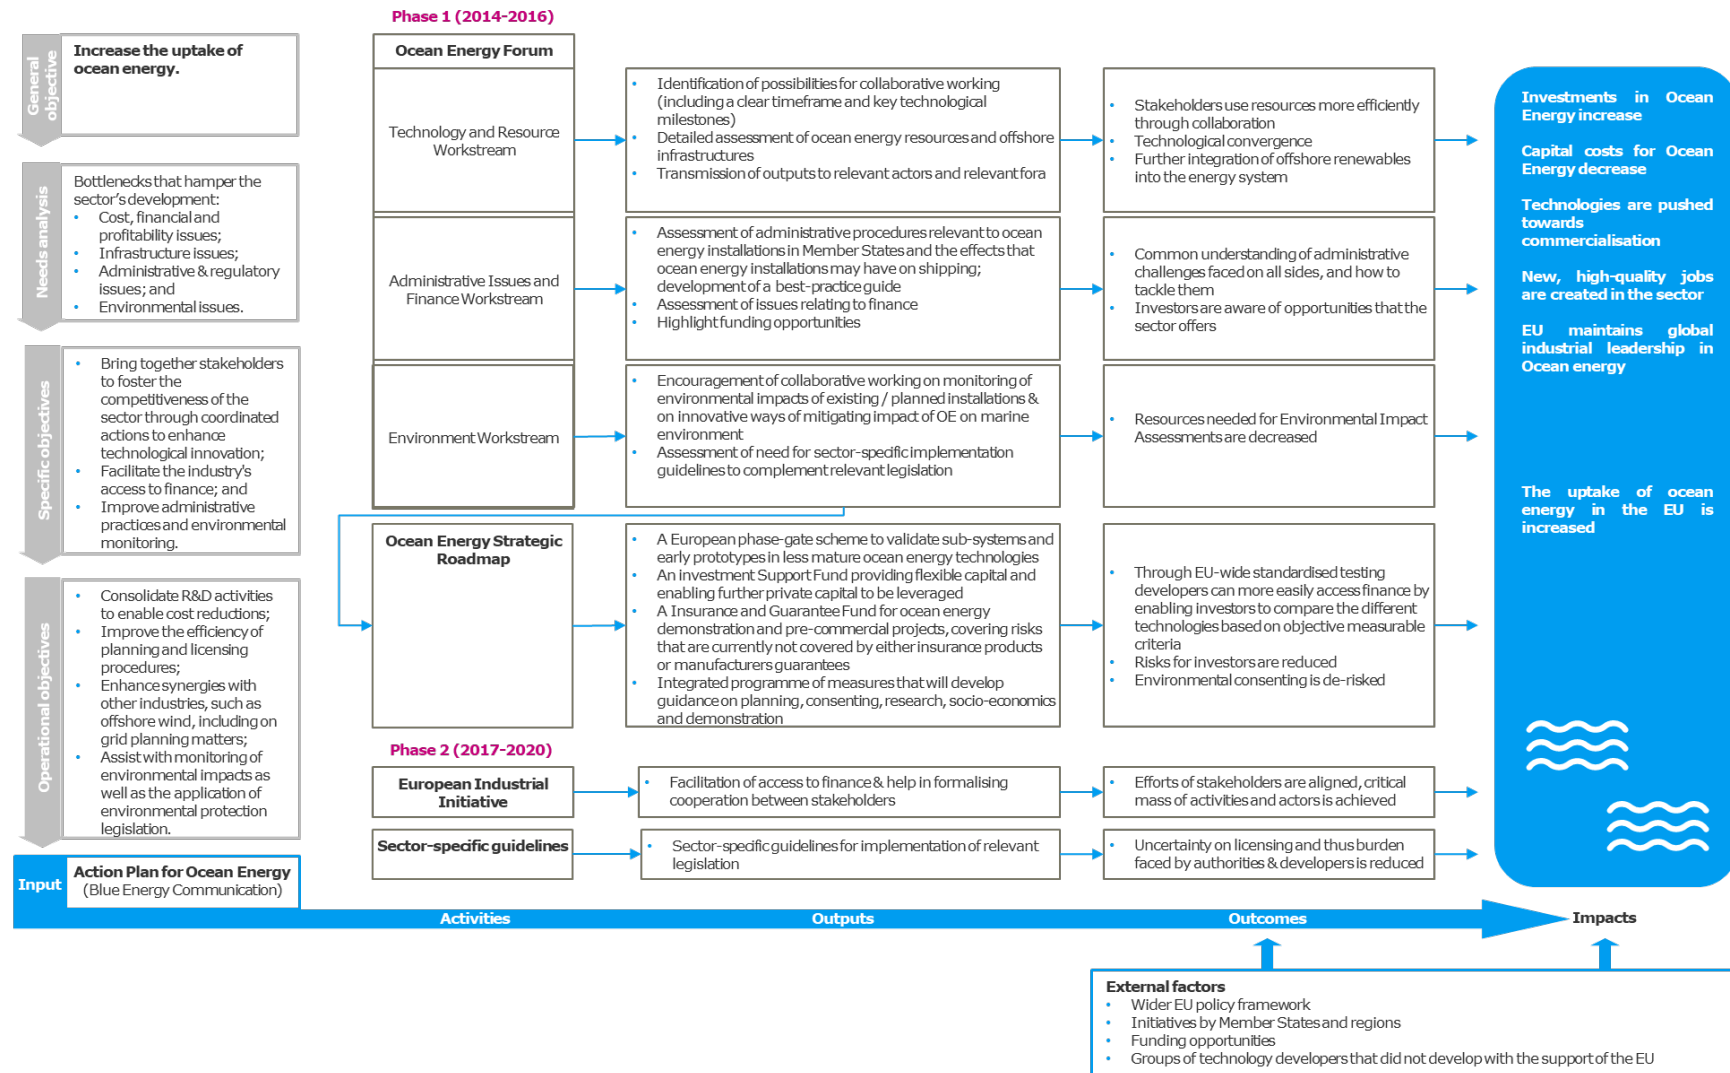 Phase 1 (2014-2016)
General
objective
Increase the uptake of
ocean energy.
Needs analysis
Bottlenecks that hamper the
sector's development:
• Cost, financial and
profitability issues;
• Infrastructure issues;
• Administrative & regulatory
issues; and
• Environmental issues.
Specific objectives
• Bring together stakeholders
to foster the
competitiveness of the
sector through coordinated
actions to enhance
technological innovation;
• Facilitate the industry's
access to finance; and
• Improve administrative
practices and environmental
monitoring.
Operational objectives
• Consolidate R&D activities
to enable cost reductions;
• Improve the efficiency of
planning and licensing
procedures;
• Enhance synergies with
other industries, such as
offshore wind, including on
grid planning matters;
• Assist with monitoring of
environmental impacts as
well as the application of
environmental protection
legislation.
Input
Action Plan for Ocean Energy
(Blue Energy Communication)
Ocean Energy Forum
Technology and Resource
Workstream
• Identification of possibilities for collaborative working
(including a clear timeframe and key technological
milestones)
• Detailed assessment of ocean energy resources and offshore
infrastructures
• Transmission of outputs to relevant actors and relevant fora
• Stakeholders use resources more efficiently
through collaboration
• Technological convergence
• Further integration of offshore renewables
into the energy system
Administrative Issues and
Finance Workstream
• Assessment of administrative procedures relevant to ocean
energy installations in Member States and the effects that
ocean energy installations may have on shipping;
development of a best-practice guide
• Assessment of issues relating to finance
• Highlight funding opportunities
• Common understanding of administrative
challenges faced on all sides, and how to
tackle them
• Investors are aware of opportunities that the
sector offers
Environment Workstream
• Encouragement of collaborative working on monitoring of
environmental impacts of existing / planned installations &
on innovative ways of mitigating impact of OE on marine
environment
• Assessment of need for sector-specific implementation
guidelines to complement relevant legislation
• Resources needed for Environmental Impact
Assessments are decreased
Ocean Energy Strategic
Roadmap
• A European phase-gate scheme to validate sub-systems and
early prototypes in less mature ocean energy technologies
• An investment Support Fund providing flexible capital and
enabling further private capital to be leveraged
• A Insurance and Guarantee Fund for ocean energy
demonstration and pre-commercial projects, covering risks
that are currently not covered by either insurance products
or manufacturers guarantees
• Integrated programme of measures that will develop
guidance on planning, consenting, research, socio-economics
and demonstration
• Through EU-wide standardised testing
developers can more easily access finance by
enabling investors to compare the different
technologies based on objective measurable
criteria
• Risks for investors are reduced
• Environmental consenting is de-risked
Phase 2 (2017-2020)
European Industrial
Initiative
• Facilitation of access to finance & help in formalising
cooperation between stakeholders
• Efforts of stakeholders are aligned, critical
mass of activities and actors is achieved
Sector-specific guidelines
• Sector-specific guidelines for implementation of relevant
legislation
• Uncertainty on licensing and thus burden
faced by authorities & developers is reduced
Investments in Ocean
Energy increase
Capital costs for Ocean
Energy decrease
Technologies are pushed
towards
commercialisation
New, high-quality jobs
are created in the sector
EU maintains global
industrial leadership in
Ocean energy
The uptake of ocean
energy in the EU is
increased
Activities
Outputs
Outcomes
Impacts
External factors
• Wider EU policy framework
• Initiatives by Member States and regions
• Funding opportunities
• Groups of technology developers that did not develop with the support of the EU